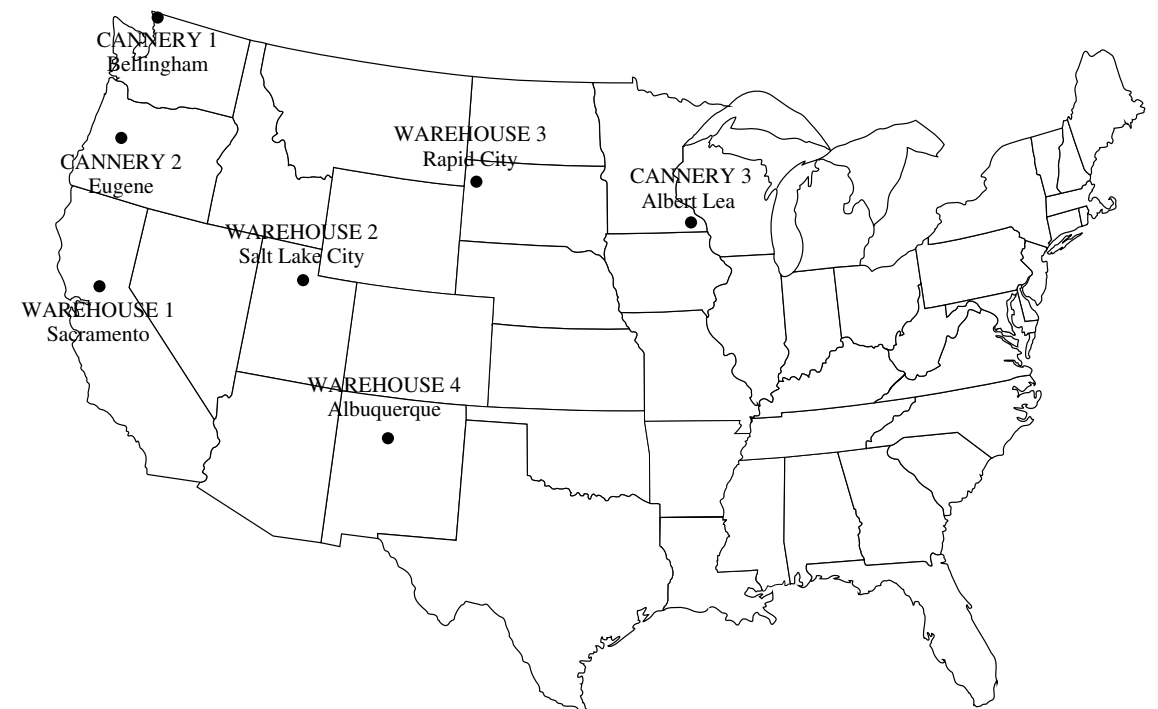 CANNERY 1
Bellingham
WAREHOUSE 3
Rapid City
CANNERY 2
Eugene
CANNERY 3
Albert Lea
WAREHOUSE 2
Salt Lake City
WAREHOUSE 1
Sacramento
WAREHOUSE 4
Albuquerque